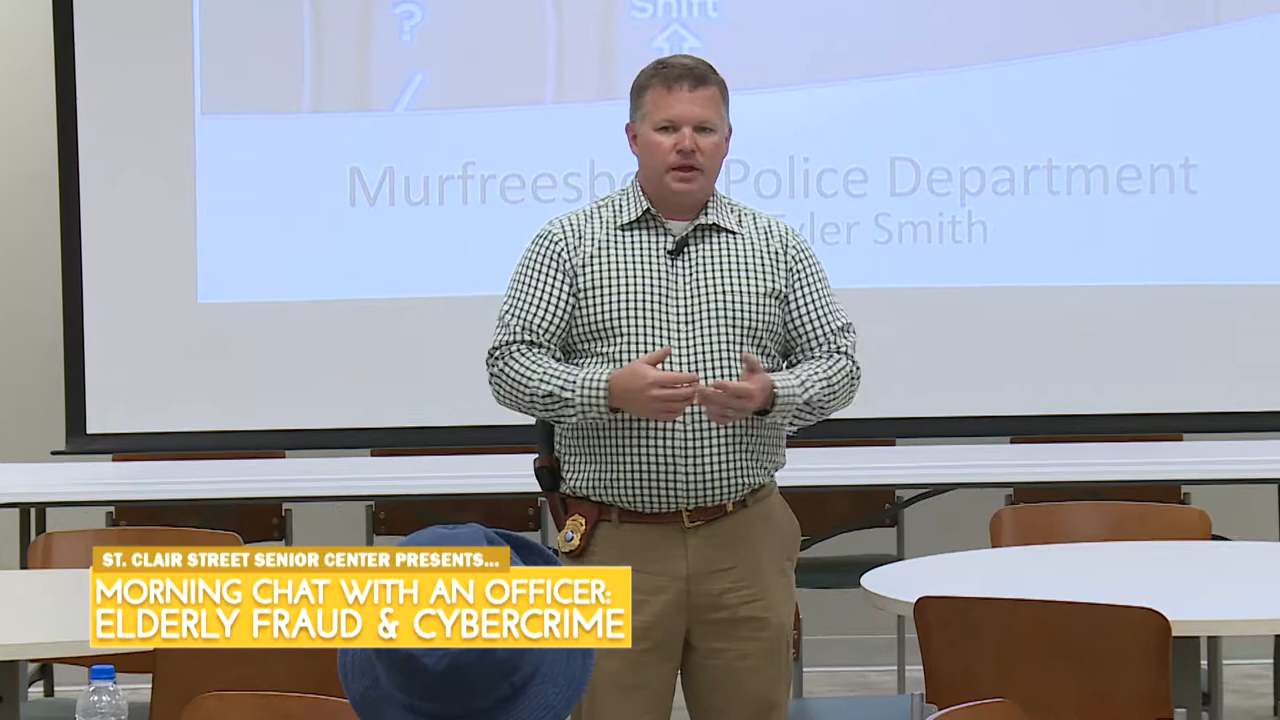 ?
/
Shift
Murfreesbo Police Department
Tyler Smith
ST. CLAIR STREET SENIOR CENTER PRESENTS...
MORNING CHAT WITH AN OFFICER:
ELDERLY FRAUD & CYBERCRIME